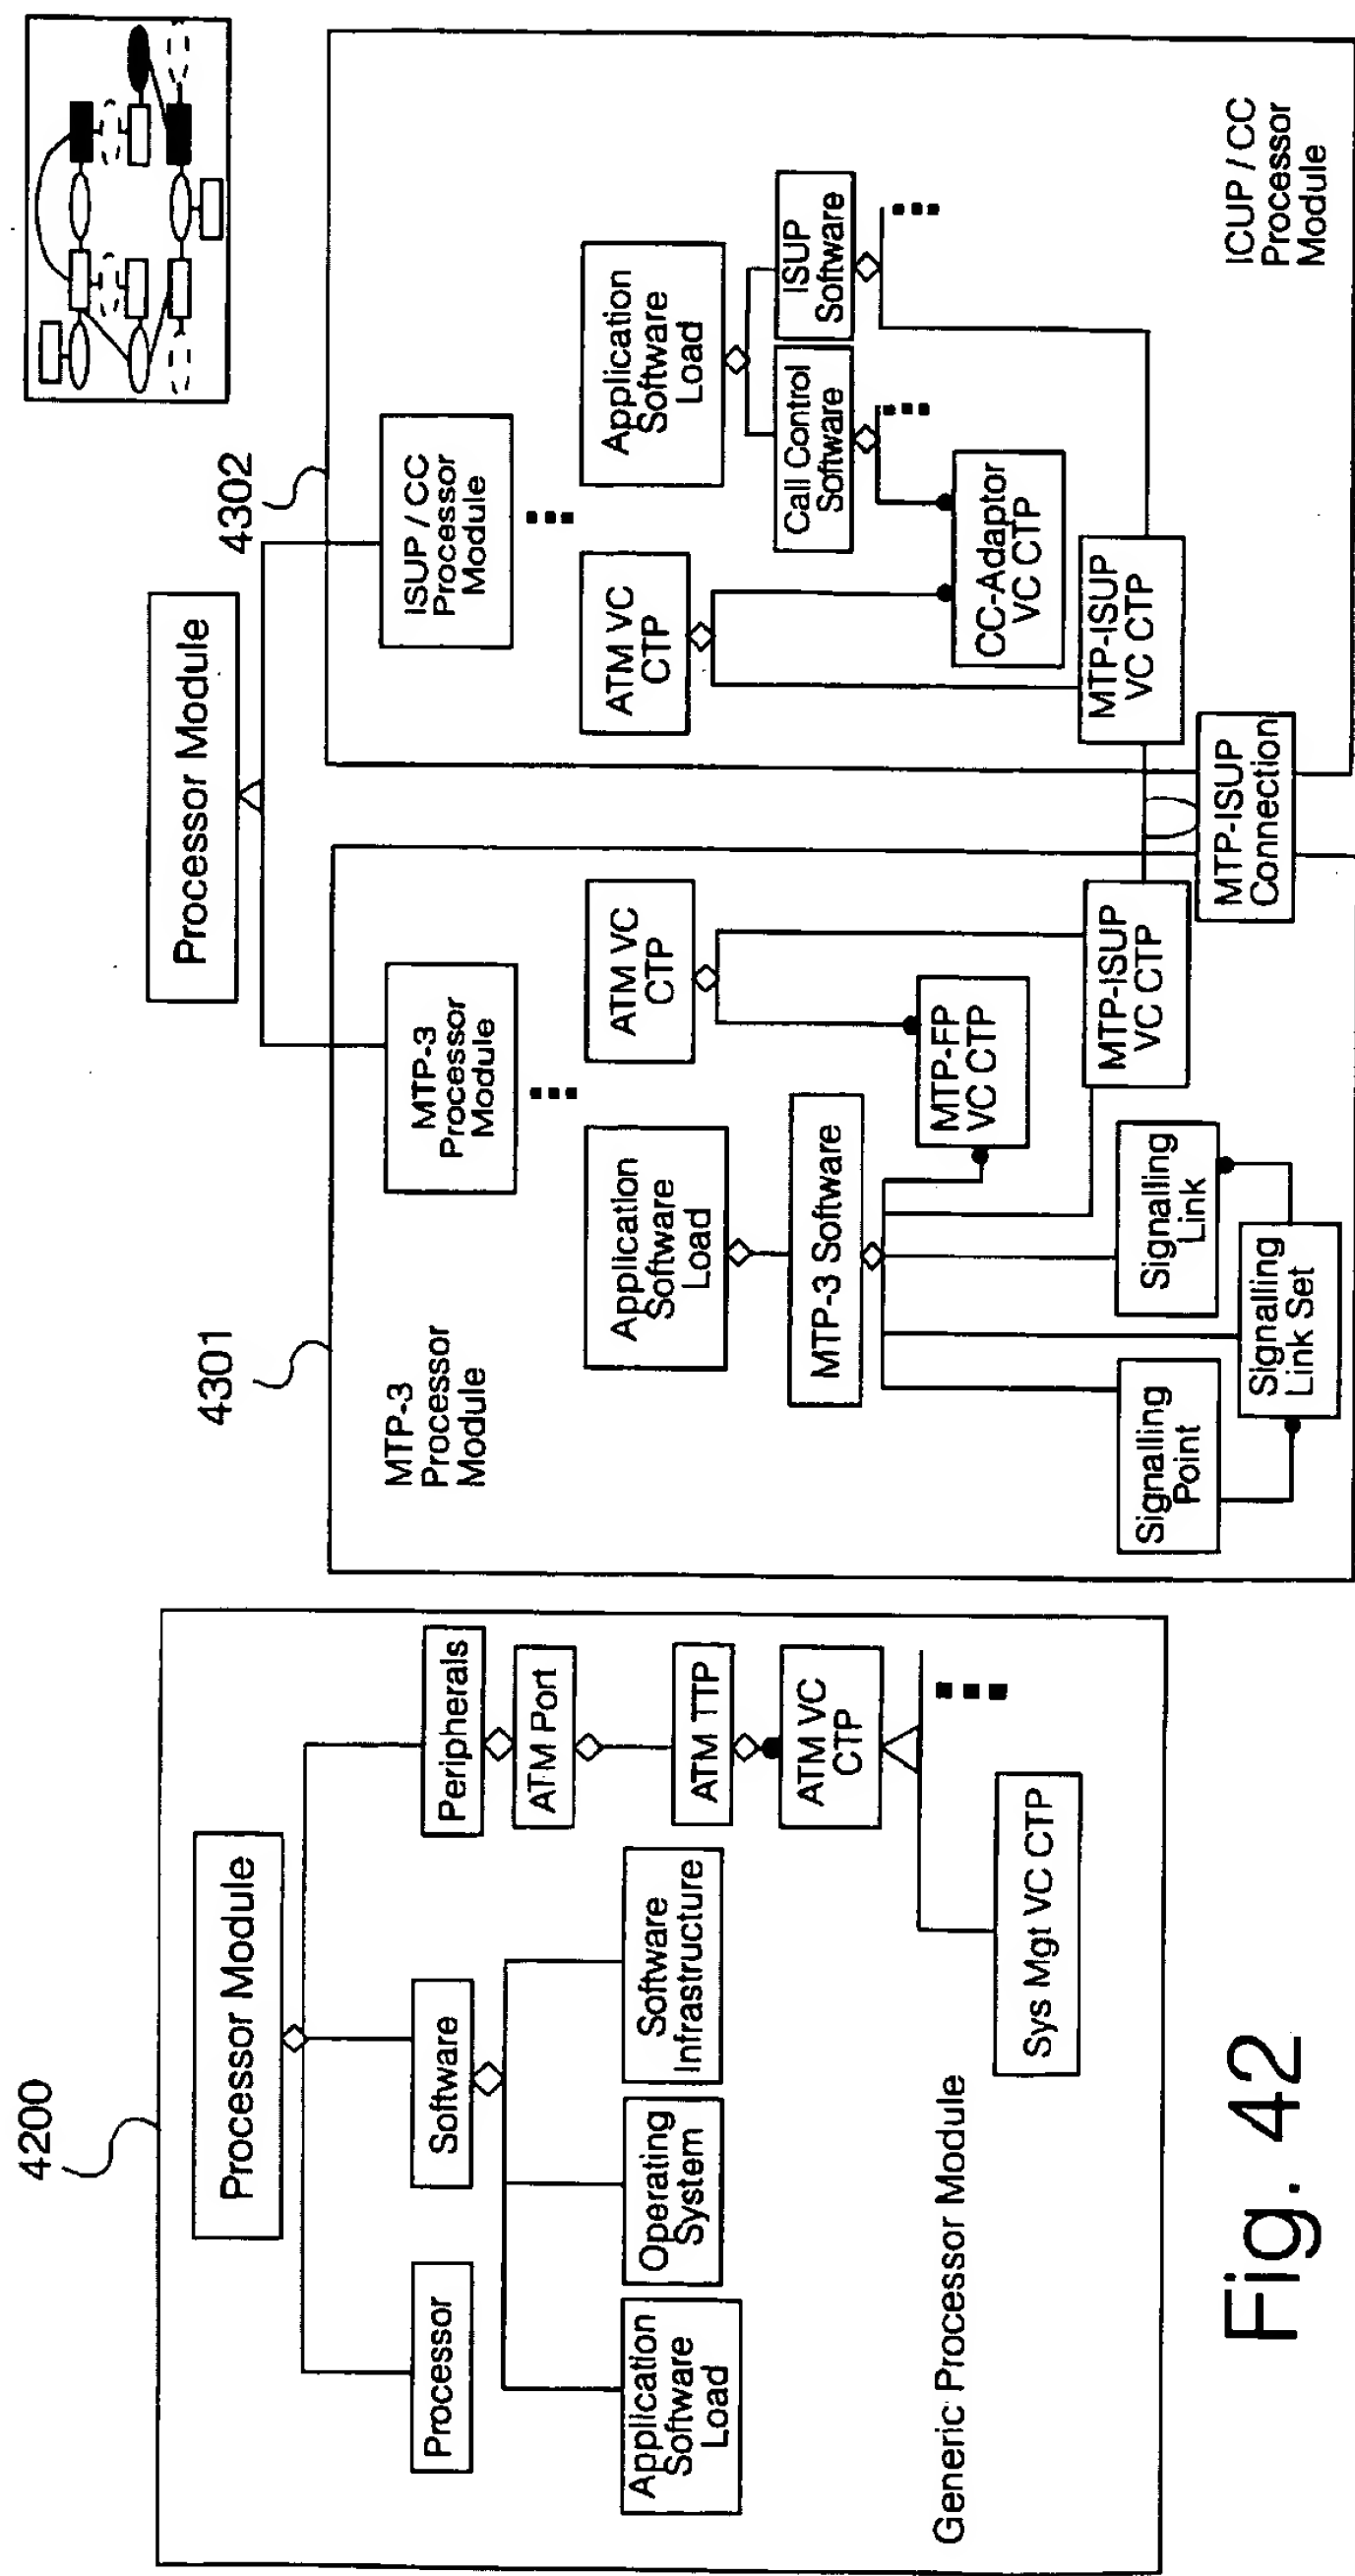 4200
Processor Module
Processor
Software
Peripherals
ATM Port
Application
Software
Load
Operating
System
Software
Infrastructure
ATM TTP
ATM VC
CTP
Generic Processor Module
Sys Mgt VC CTP
Fig. 42
Processor Module
4301
MTP-3
Processor
Module
MTP-3
Processor
Module
Application
Software
Load
ATM VC
CTP
MTP-3 Software
MTP-FP
VC CTP
Signalling
Point
Signalling
Link
Signalling
Link Set
MTP-ISUP
VC CTP
MTP-ISUP
Connection
4302
ISUP / CC
Processor
Module
ATM VC
CTP
Application
Software
Load
Call Control
Software
ISUP
Software
CC-Adaptor
VC CTP
MTP-ISUP
VC CTP
ICUP / CC
Processor
Module